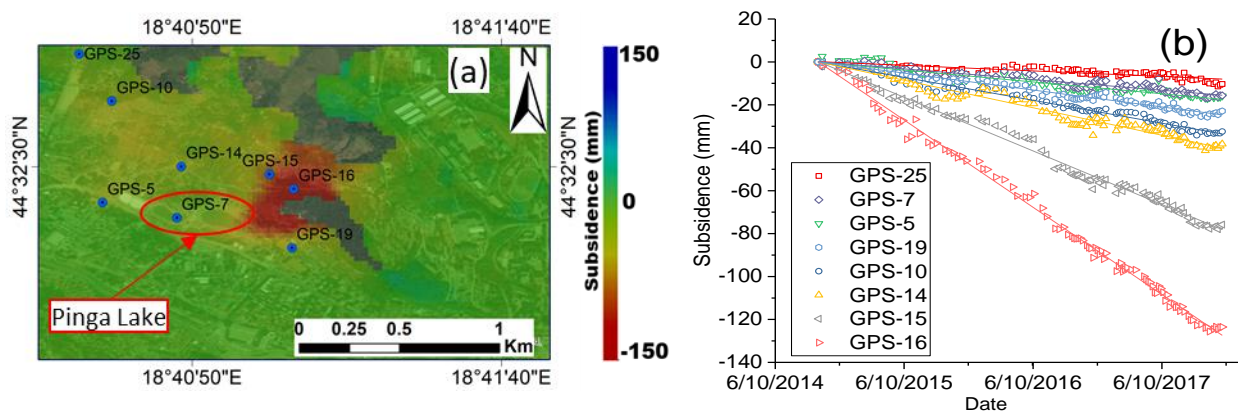 18°40'50"E
18°41'40"E
GPS-25
(a)
N
GPS-10
GPS-14
GPS-15
GPS-16
GPS-5
GPS-7
GPS-19
Pinga Lake
44°32'30"N
44°32'30"N
0 0.25 0.5 1
Km
18°40'50"E
18°41'40"E
150
0
-150
Subsidence (mm)
(b)
20
0
-20
-40
-60
-80
-100
-120
-140
Subsidence (mm)
GPS-25
GPS-7
GPS-5
GPS-19
GPS-10
GPS-14
GPS-15
GPS-16
6/10/2014 6/10/2015 6/10/2016 6/10/2017
Date